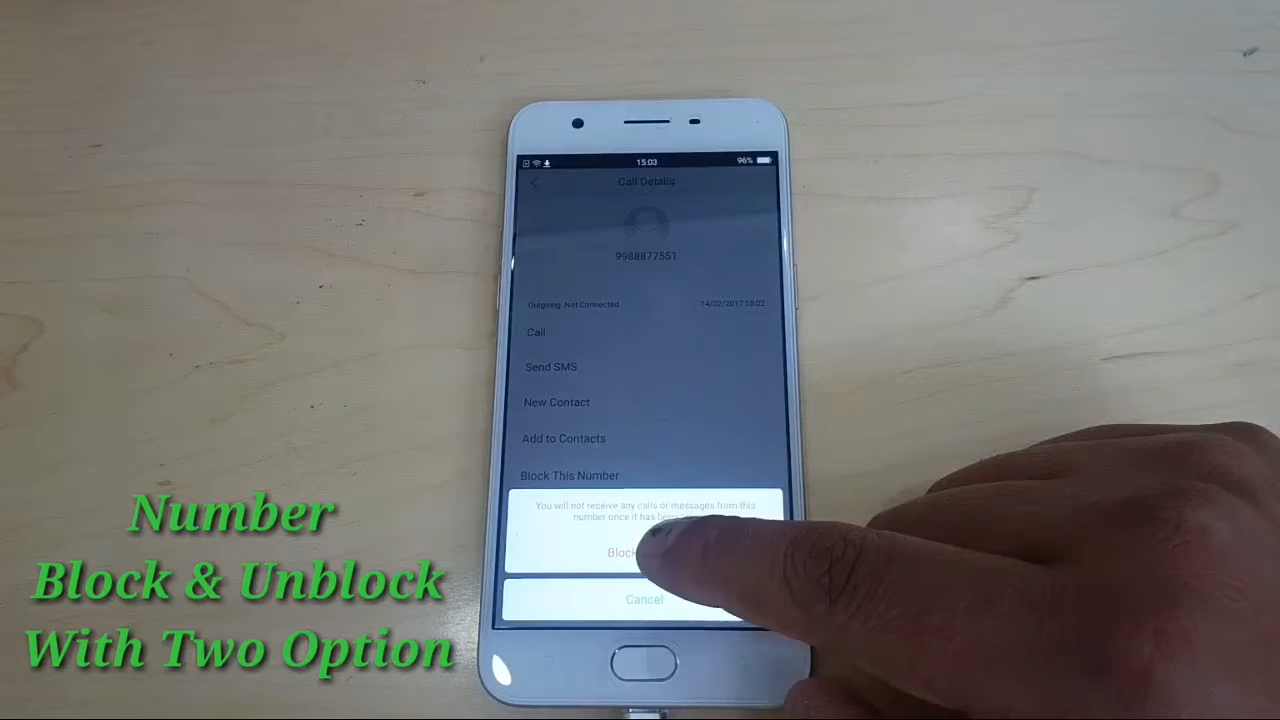 15:03
96%
Call Details
9988877551
Outgoing Not Connected
14/02/2017 18:02
Call
Send SMS
New Contact
Add to Contacts
Block This Number
You will not receive any calls or messages from this
number once it has been
Block
Cancel
Number
Block & Unblock
With Two Option